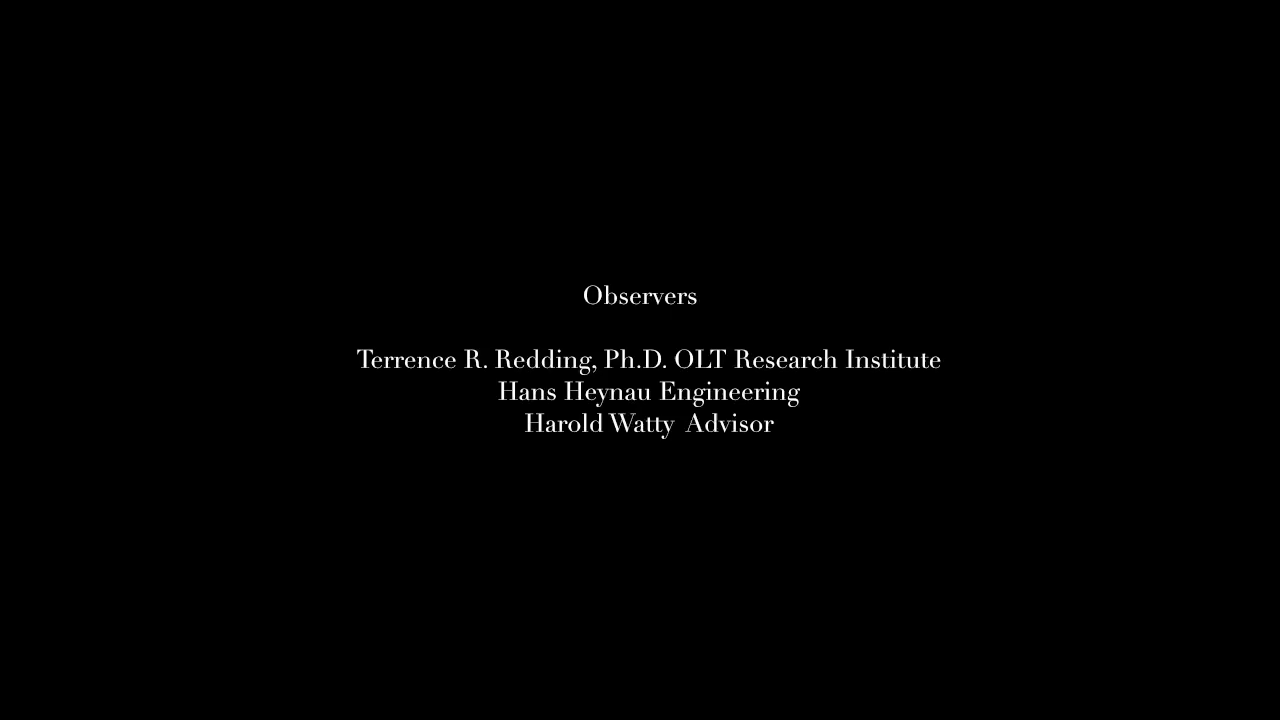 Observers
Terrence R. Redding, Ph.D. OLT Research Institute
Hans Heynau Engineering
Harold Watty  Advisor